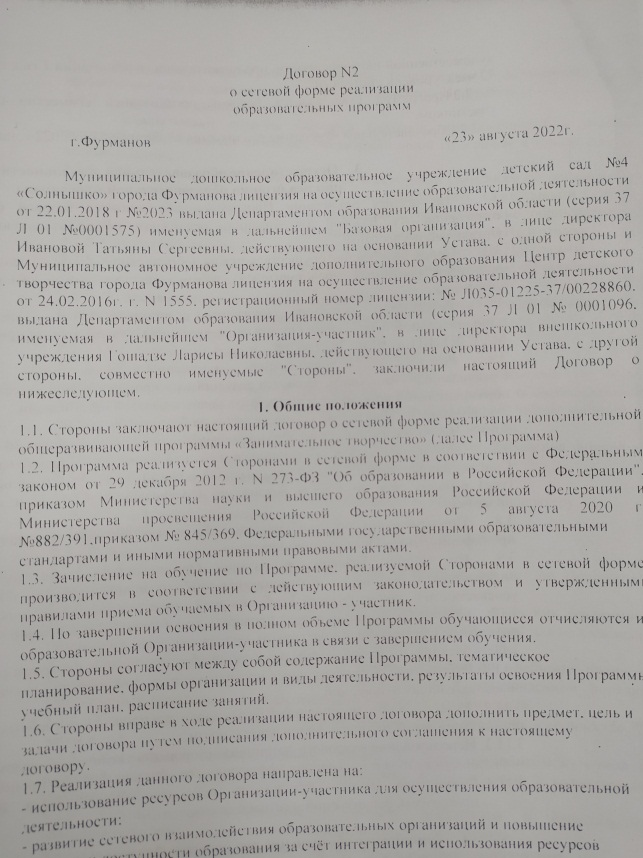 Договор N2
о сетевой форме реализации
образовательных программ
г.Фурманов «23» августа 2022г.
Муниципальное дошкольное образовательное учреждение детский сад №4
«Солнышко» города Фурманова лицензия на осуществление образовательной деятельности
от 22.01.2018 г №2023 выдана Департаментом образования Ивановской области (серия 37
Л 01 №0001575) именуемая в дальнейшем "Базовая организация", в лице директора
Ивановой Татьяны Сергеевны, действующего на основании Устава, с одной стороны и
Муниципальное автономное учреждение дополнительного образования Центр детского
творчества города Фурманова лицензия на осуществление образовательной деятельности
от 24.02.2016г. г. N 1555, регистрационный номер лицензии: № Л035-01225-37/00228860,
выдана Департаментом образования Ивановской области (серия 37 Л 01 № 0001096,
именуемая в дальнейшем "Организация-участник", в лице директора внешкольного
учреждения Гошадзе Ларисы Николаевны, действующего на основании Устава, с другой
стороны, совместно именуемые "Стороны", заключили настоящий Договор о
нижеследующем.
1. Общие положения
1.1. Стороны заключают настоящий договор о сетевой форме реализации дополнительной
общеразвивающей программы «Занимательное творчество» (далее Программа)
1.2. Программа реализуется Сторонами в сетевой форме в соответствии с Федеральным
законом от 29 декабря 2012 г. N 273-ФЗ "Об образовании в Российской Федерации",
приказом Министерства науки и высшего образования Российской Федерации и
Министерства просвещения Российской Федерации от 5 августа 2020 г
№882/391,приказом № 845/369, Федеральными государственными образовательными
стандартами и иными нормативными правовыми актами.
1.3. Зачисление на обучение по Программе, реализуемой Сторонами в сетевой форме
производится в соответствии с действующим законодательством и утвержденным
правилами приема обучаемых в Организацию - участник.
1.4. По завершении освоения в полном объеме Программы обучающиеся отчисляются и
образовательной Организации-участника в связи с завершением обучения.
1.5. Стороны согласуют между собой содержание Программы, тематическое
планирование, формы организации и виды деятельности, результаты освоения Программы
учебный план, расписание занятий.
1.6. Стороны вправе в ходе реализации настоящего договора дополнить предмет, цель и
задачи договора путем подписания дополнительного соглашения к настоящему
договору.
1.7. Реализация данного договора направлена на:
- использование ресурсов Организации-участника для осуществления образовательной
деятельности;
- развитие сетевого взаимодействия образовательных организаций и повышение
образования за счёт интеграции и использования ресурсов